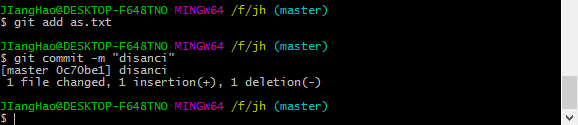 JIangHao@DESKTOP-F648TNO MINGW64 /f/jh (master)
$ git add as.txt
JIangHao@DESKTOP-F648TNO MINGW64 /f/jh (master)
$ git commit -m "disanci"
[master 0c70be1] disanci
 1 file changed, 1 insertion(+), 1 deletion(-)
JIangHao@DESKTOP-F648TNO MINGW64 /f/jh (master)
$